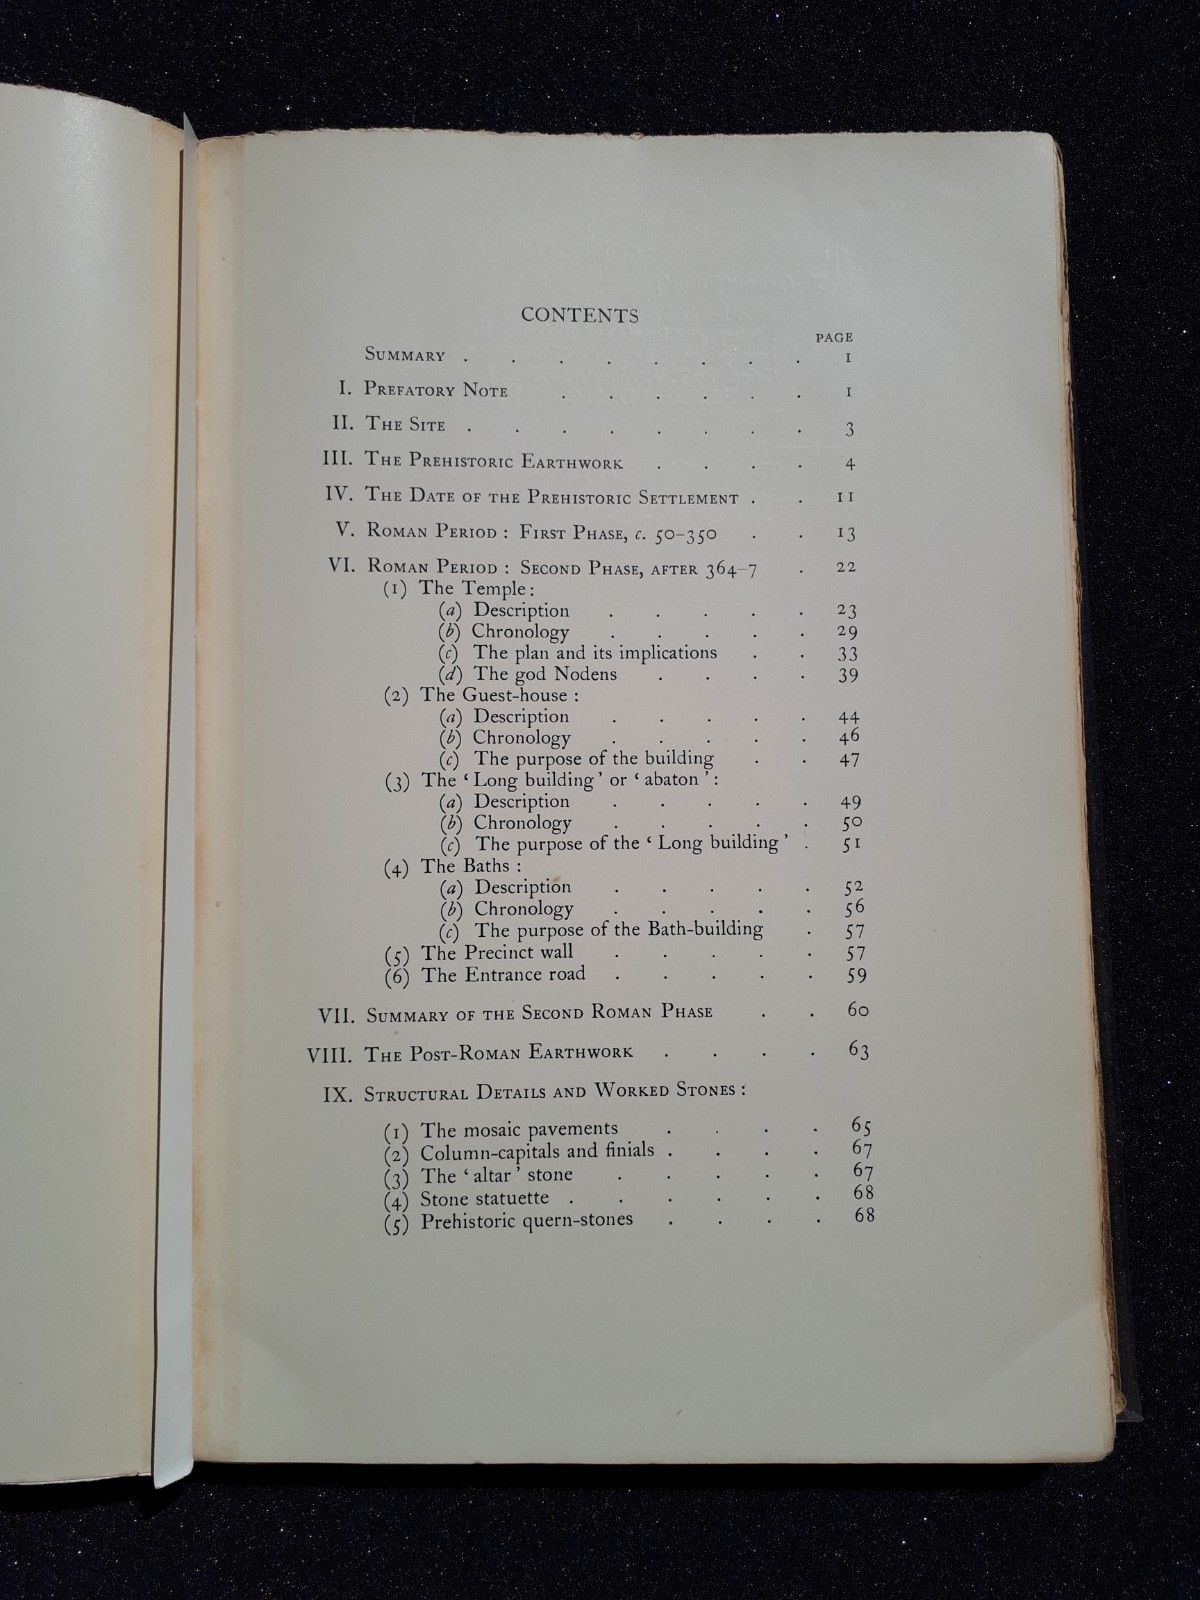 CONTENTS
PAGE
SUMMARY . . . . . . . . 1
I. PREFATORY NOTE . . . . . . 1
II. THE SITE . . . . . . . . 3
III. THE PREHISTORIC EARTHWORK . . . . 4
IV. THE DATE OF THE PREHISTORIC SETTLEMENT . . 11
V. ROMAN PERIOD : FIRST PHASE, c. 50–350 . . 13
VI. ROMAN PERIOD : SECOND PHASE, AFTER 364–7 . 22
(1) The Temple :
(a) Description . . . . . 23
(b) Chronology . . . . . 29
(c) The plan and its implications . . 33
(d) The god Nodens . . . . 39
(2) The Guest-house :
(a) Description . . . . . 44
(b) Chronology . . . . . 46
(c) The purpose of the building . . 47
(3) The ‘ Long building ’ or ‘ abaton ’ :
(a) Description . . . . . 49
(b) Chronology . . . . . 50
(c) The purpose of the ‘ Long building ’ . 51
(4) The Baths :
(a) Description . . . . . 52
(b) Chronology . . . . . 56
(c) The purpose of the Bath-building . 57
(5) The Precinct wall . . . . . 57
(6) The Entrance road . . . . . 59
VII. SUMMARY OF THE SECOND ROMAN PHASE . . 60
VIII. THE POST-ROMAN EARTHWORK . . . . 63
IX. STRUCTURAL DETAILS AND WORKED STONES :
(1) The mosaic pavements . . . . 65
(2) Column-capitals and finials . . . . 67
(3) The ‘ altar ’ stone . . . . . 67
(4) Stone statuette . . . . . . 68
(5) Prehistoric quern-stones . . . . 68